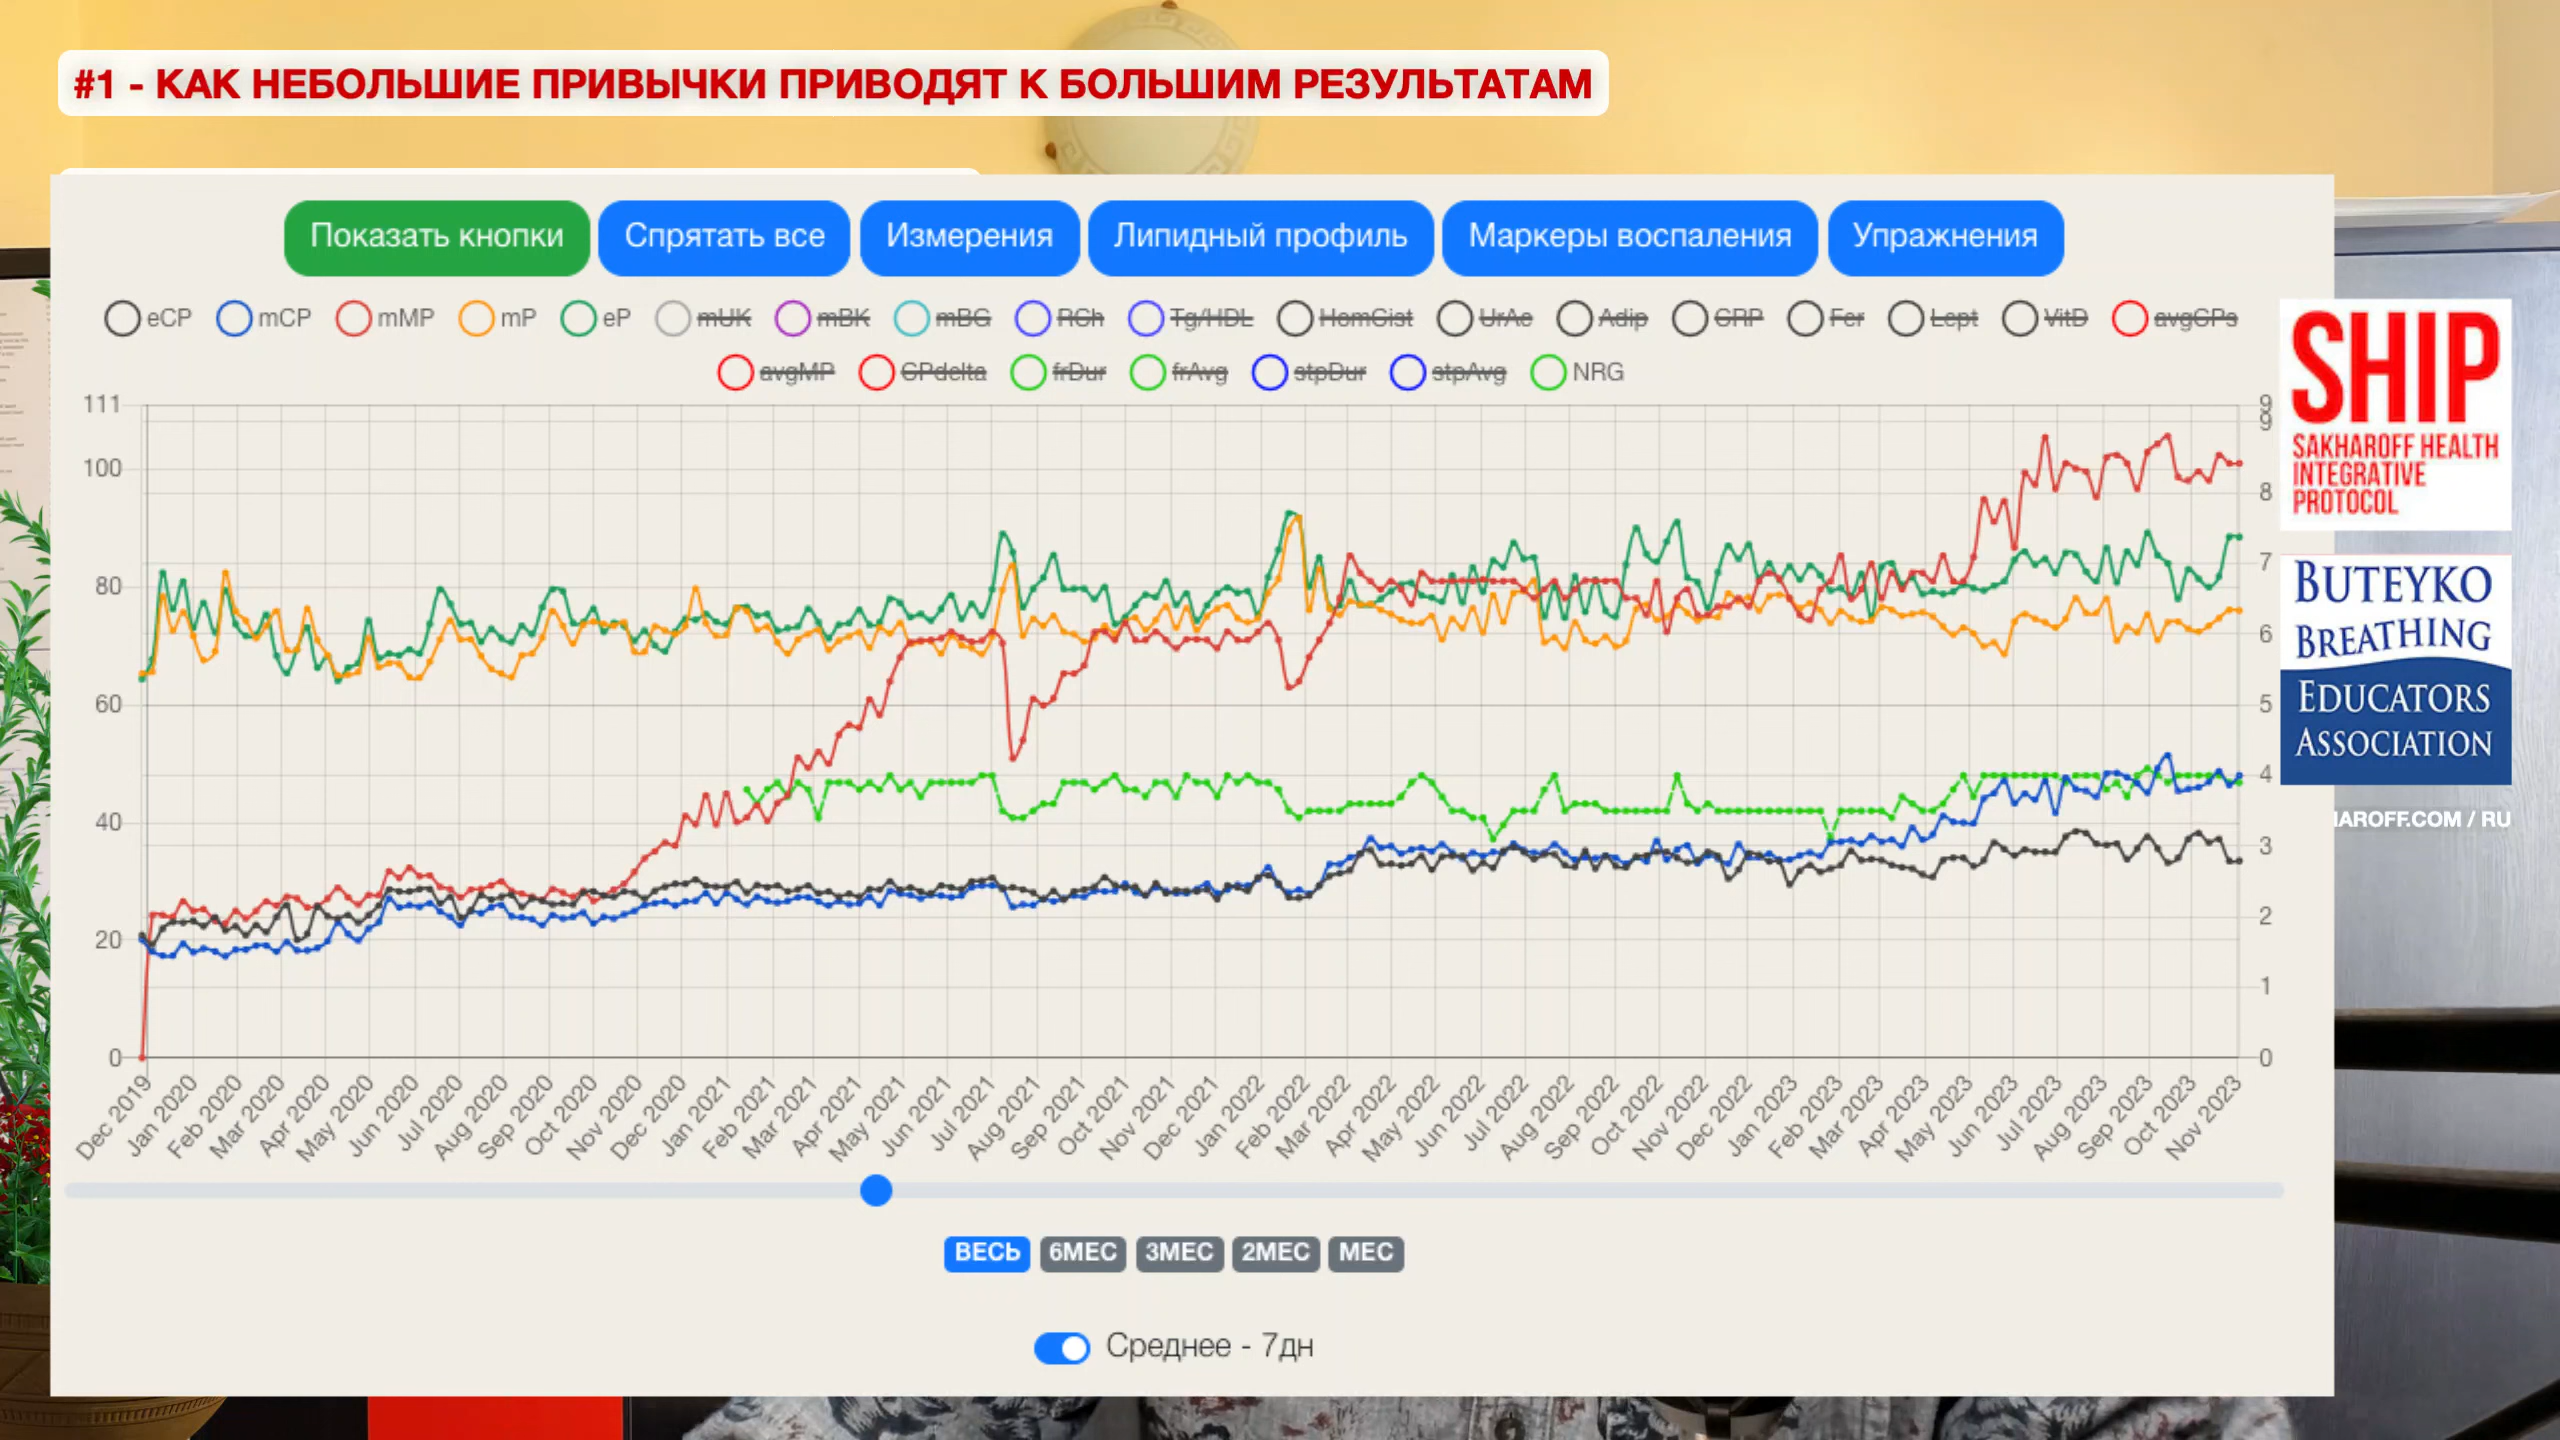 #1 - КАК НЕБОЛЬШИЕ ПРИВЫЧКИ ПРИВОДЯТ К БОЛЬШИМ РЕЗУЛЬТАТАМ
Показать кнопки Спрятать все Измерения Липидный профиль Маркеры воспаления Упражнения
eCP mCP mMP mP eP mUK mBK mBG RCh Tg/HDL HomCist UrAc Adip CRP Fer Lept VitD avgCPs
avgMP CPdelta frDur frAvg stpDur stpAvg NRG
111
100
80
60
40
20
0
9
9
8
7
6
5
4
3
2
1
0
Dec 2019 Jan 2020 Feb 2020 Mar 2020 Apr 2020 May 2020 Jun 2020 Jul 2020 Aug 2020 Sep 2020 Oct 2020 Nov 2020 Dec 2020 Jan 2021 Feb 2021 Mar 2021 Apr 2021 May 2021 Jun 2021 Jul 2021 Aug 2021 Sep 2021 Oct 2021 Nov 2021 Dec 2021 Jan 2022 Feb 2022 Mar 2022 Apr 2022 May 2022 Jun 2022 Jul 2022 Aug 2022 Sep 2022 Oct 2022 Nov 2022 Dec 2022 Jan 2023 Feb 2023 Mar 2023 Apr 2023 May 2023 Jun 2023 Jul 2023 Aug 2023 Sep 2023 Oct 2023 Nov 2023
ВЕСЬ 6МЕС 3МЕС 2МЕС МЕС
Среднее - 7дн
SHIP
SAKHAROFF HEALTH
INTEGRATIVE
PROTOCOL
BUTEYKO
BREATHING
EDUCATORS
ASSOCIATION
AROFF.COM / RU